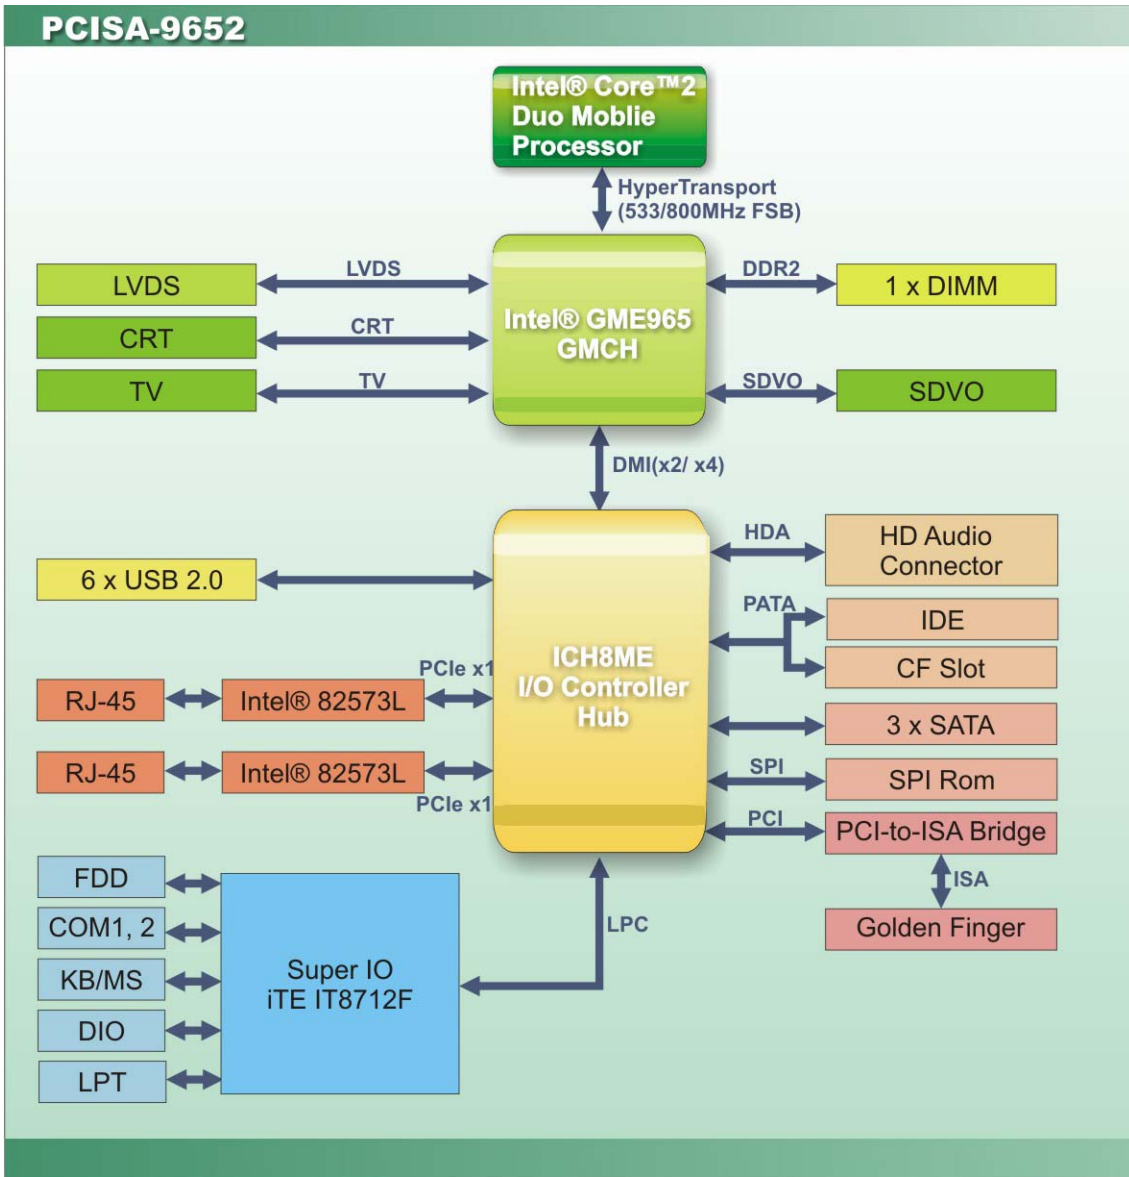 PCISA-9652
Intel® Core™2
Duo Moblie
Processor
HyperTransport
(533/800MHz FSB)
LVDS
LVDS
DDR2
1 x DIMM
Intel® GME965
GMCH
CRT
CRT
TV
TV
SDVO
SDVO
DMI(x2/ x4)
HDA
HD Audio
Connector
6 x USB 2.0
PATA
IDE
CF Slot
ICH8ME
I/O Controller
Hub
PCIe x1
RJ-45
Intel® 82573L
3 x SATA
RJ-45
Intel® 82573L
PCIe x1
SPI
SPI Rom
PCI
PCI-to-ISA Bridge
ISA
Golden Finger
LPC
FDD
COM1, 2
KB/MS
DIO
LPT
Super IO
iTE IT8712F